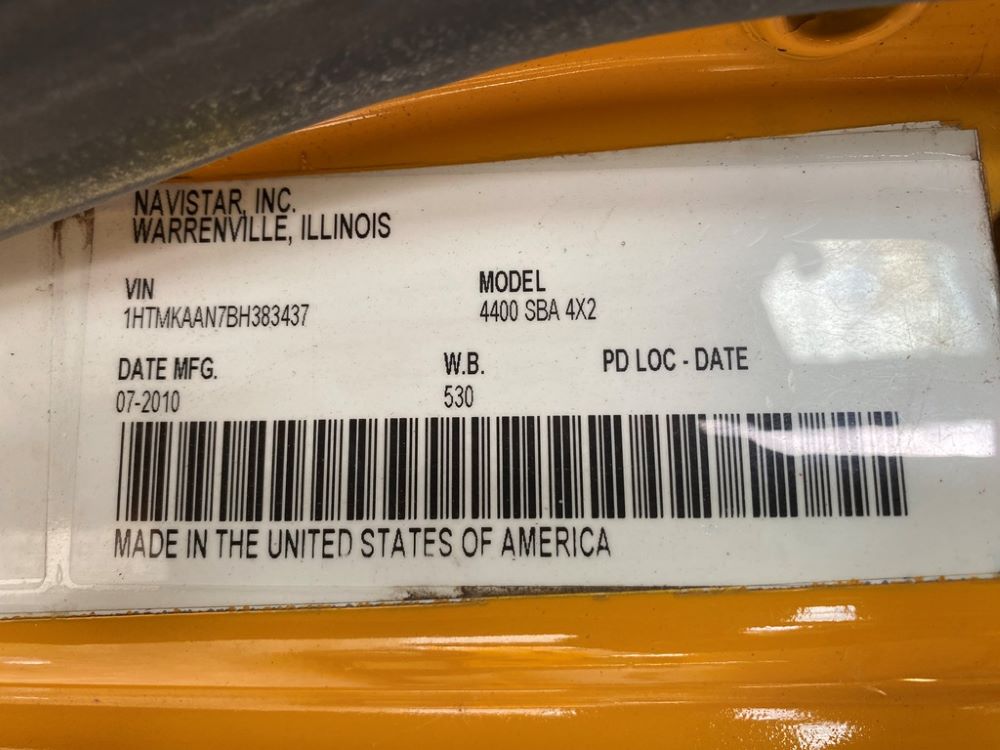 NAVISTAR, INC.
WARRENVILLE, ILLINOIS
VIN MODEL
1HTMKAAN7BH383437 4400 SBA 4X2
DATE MFG. W.B. PD LOC - DATE
07-2010 530
MADE IN THE UNITED STATES OF AMERICA